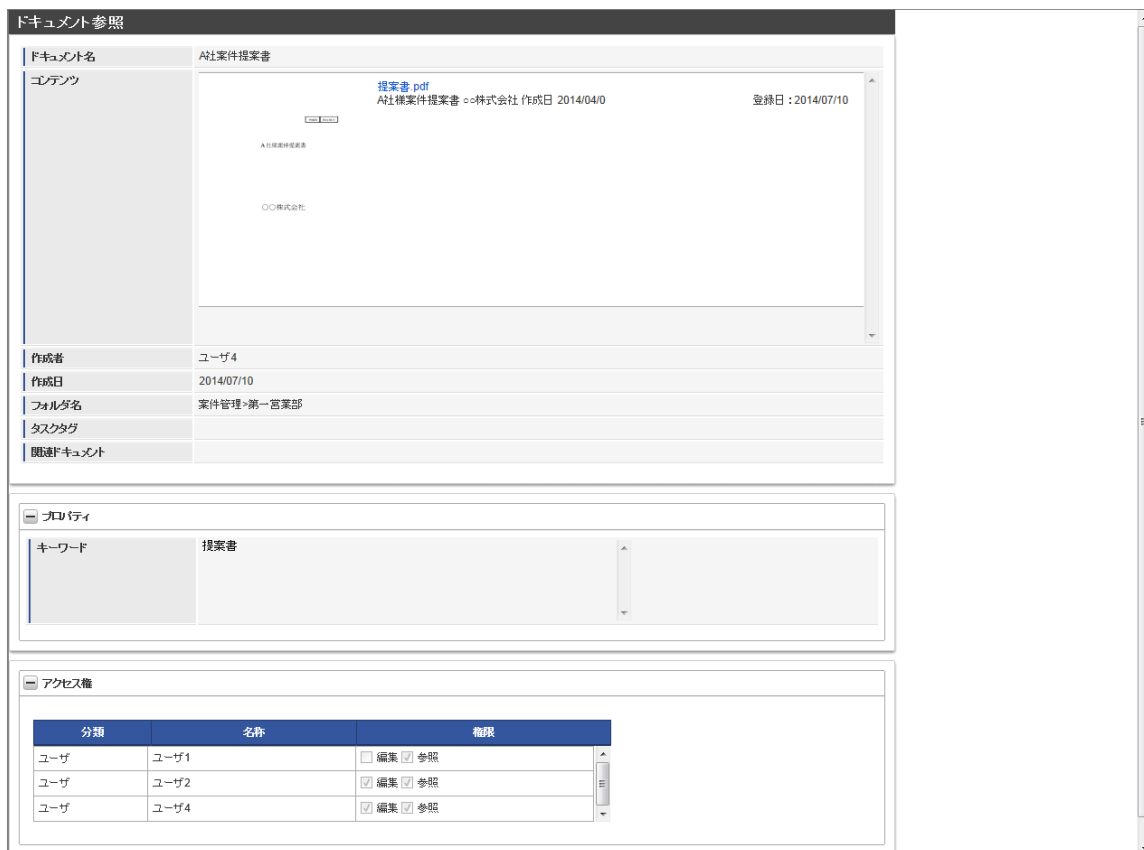 ドキュメント参照
ドキュメント名 A社案件提案書
コンテンツ 提案書.pdf
A社様案件提案書 ○○株式会社 作成日 2014/04/0 登録日:2014/07/10
A社様案件提案書
〇〇株式会社
作成者 ユーザ4
作成日 2014/07/10
フォルダ名 案件管理>第一営業部
タスクタグ
関連ドキュメント
プロパティ
キーワード 提案書
アクセス権
分類 名称 権限
ユーザ ユーザ1 編集 参照
ユーザ ユーザ2 編集 参照
ユーザ ユーザ4 編集 参照